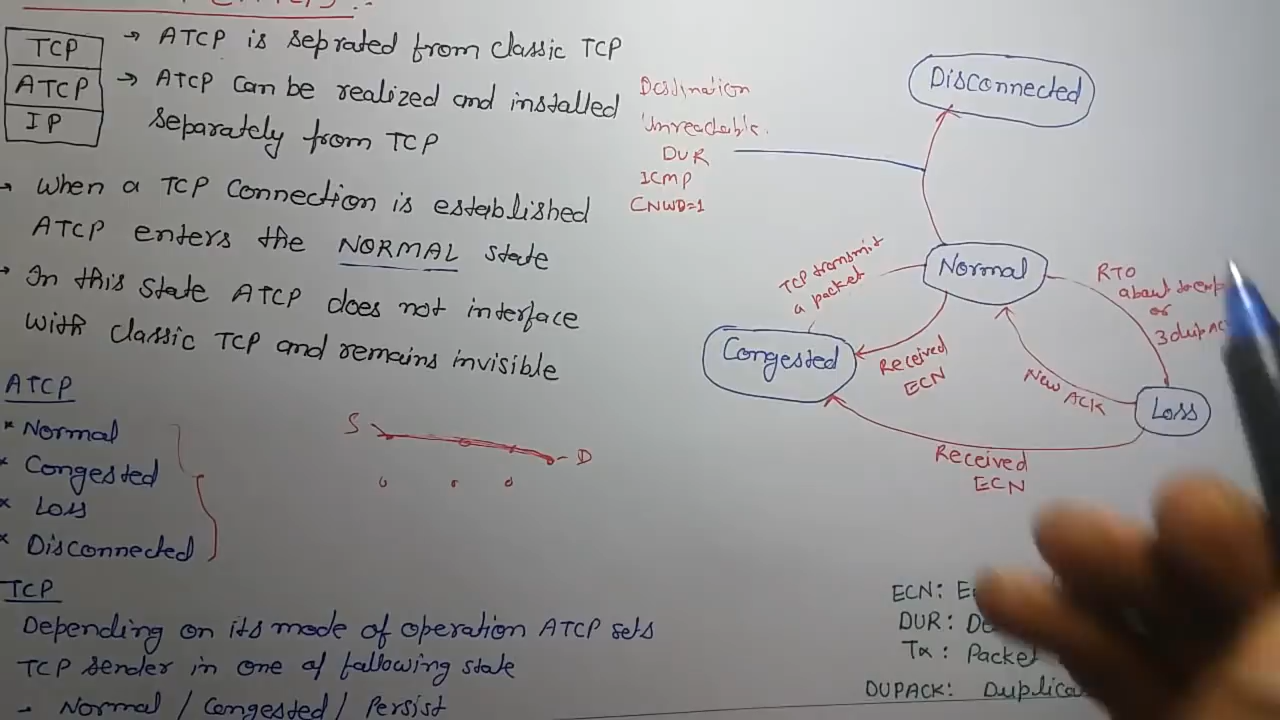 TCP
ATCP
IP
→ ATCP is seprated from classic TCP
→ ATCP can be realized and installed
separately from TCP
→ When a TCP connection is established
ATCP enters the NORMAL state
→ In this state ATCP does not interface
with classic TCP and remains invisible
ATCP
* Normal
* Congested
* Loss
* Disconnected
S
D
TCP
Depending on its mode of operation ATCP sets
TCP sender in one of following state
- Normal / Congested / Persist
Destination
Unreachable.
DUR
ICMP
CNWD=1
Disconnected
Normal
TCP transmit
a packet
Congested
Received
ECN
RTO
about to
or
3 dup
New ACK
Loss
Received
ECN
ECN:
DUR:
Tx: Packet
DUPACK: